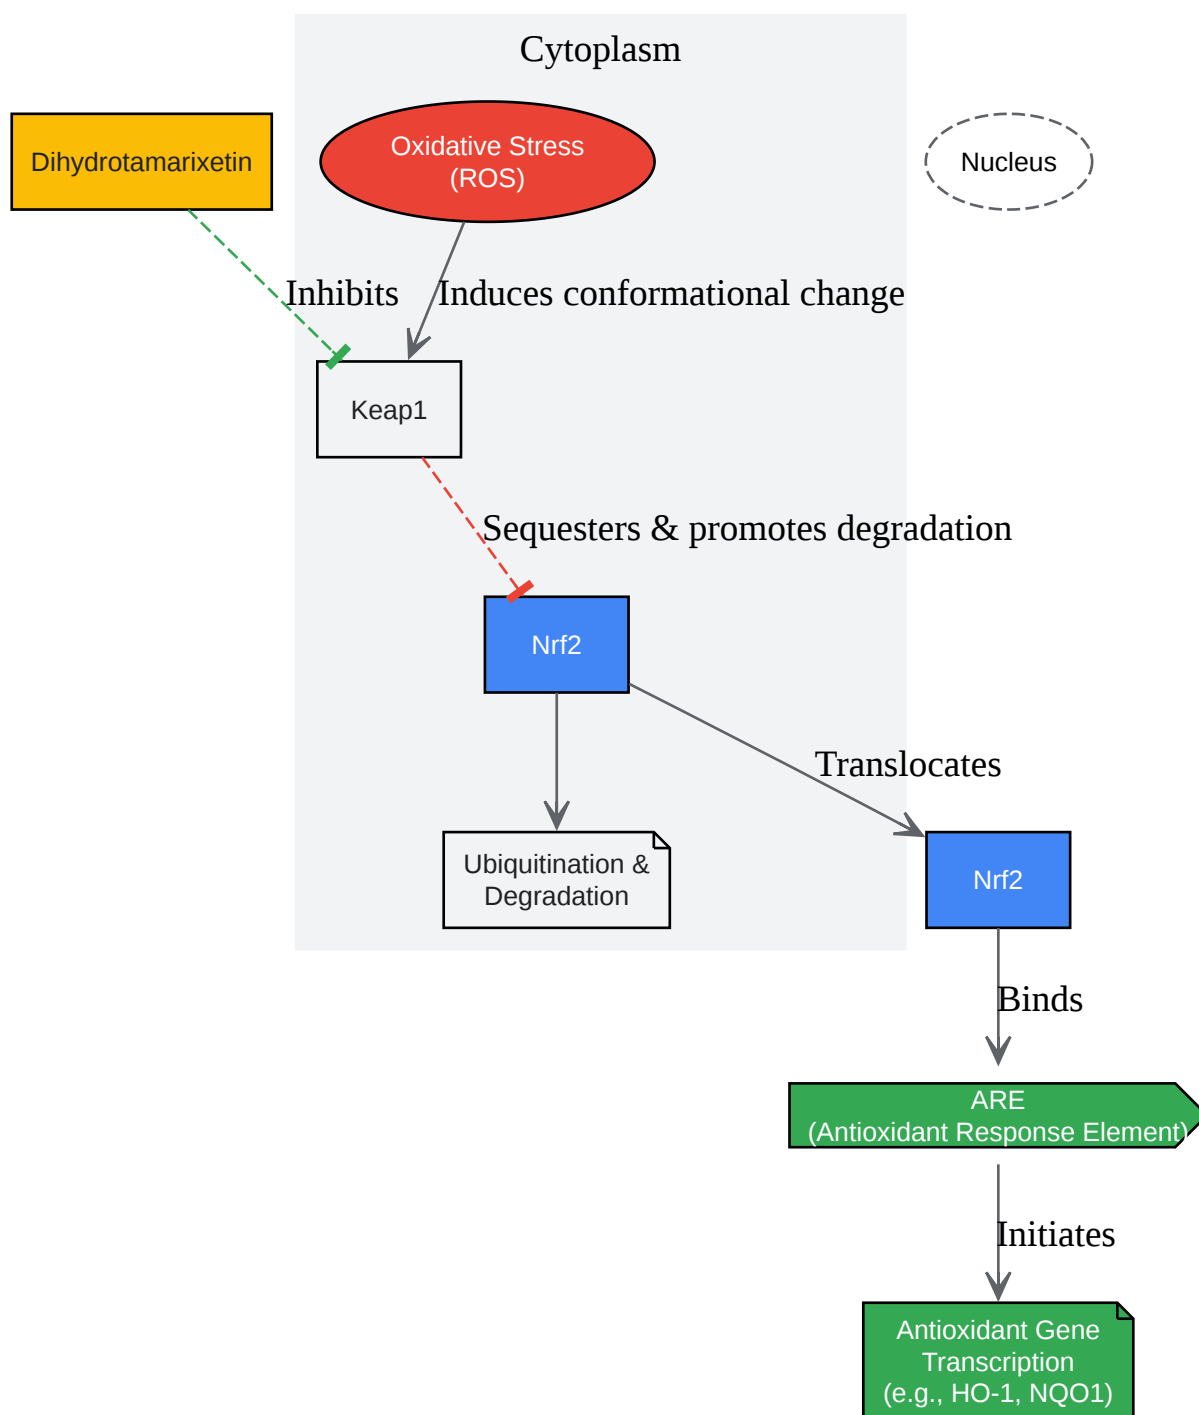 Cytoplasm
Dihydrotamarixetin
Oxidative Stress
(ROS)
Nucleus
Inhibits
Induces conformational change
Keap1
Sequesters & promotes degradation
Nrf2
Translocates
Ubiquitination &
Degradation
Nrf2
Binds
ARE
(Antioxidant Response Element)
Initiates
Antioxidant Gene
Transcription
(e.g., HO-1, NQO1)